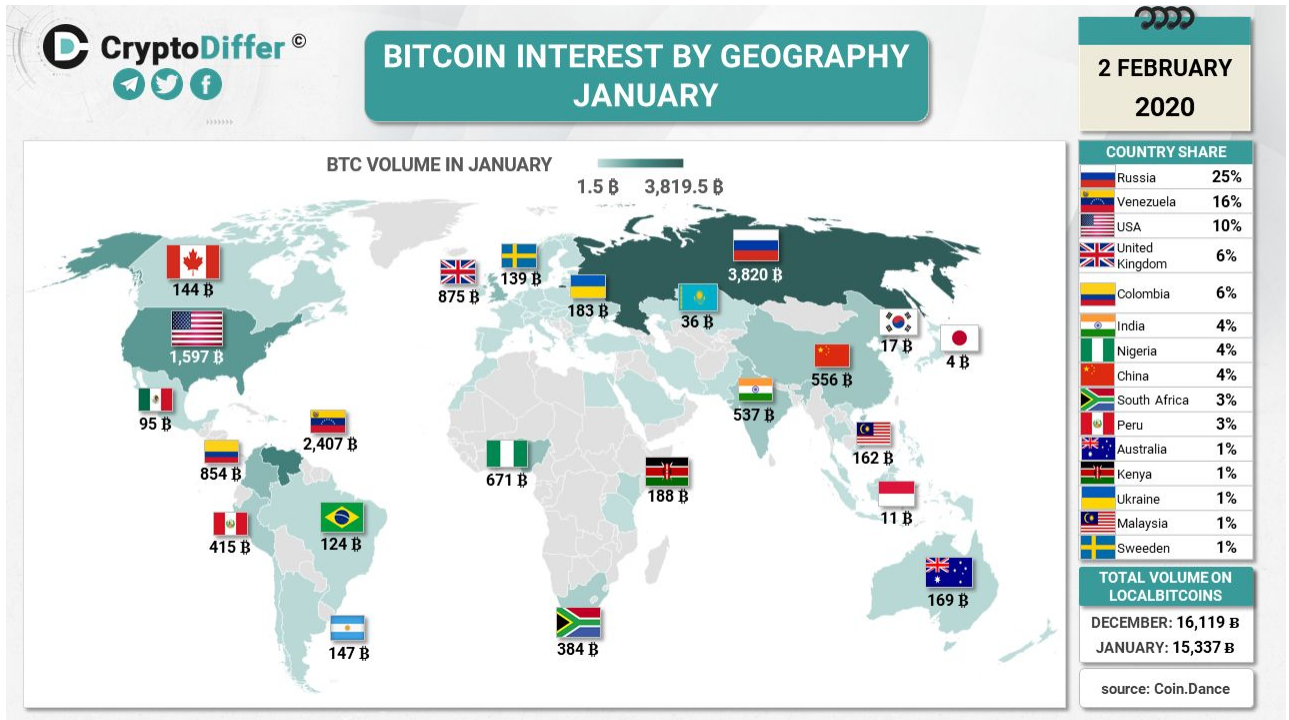 CryptoDiffer ©
BITCOIN INTEREST BY GEOGRAPHY
JANUARY
2 FEBRUARY
2020
BTC VOLUME IN JANUARY
1.5 Ƀ 3,819.5 Ƀ
144 Ƀ
1,597 Ƀ
95 Ƀ
2,407 Ƀ
854 Ƀ
415 Ƀ
124 Ƀ
147 Ƀ
875 Ƀ
139 Ƀ
183 Ƀ
3,820 Ƀ
36 Ƀ
17 Ƀ
4 Ƀ
556 Ƀ
537 Ƀ
162 Ƀ
11 Ƀ
671 Ƀ
188 Ƀ
384 Ƀ
169 Ƀ
COUNTRY SHARE
Russia 25%
Venezuela 16%
USA 10%
United
Kingdom 6%
Colombia 6%
India 4%
Nigeria 4%
China 4%
South Africa 3%
Peru 3%
Australia 1%
Kenya 1%
Ukraine 1%
Malaysia 1%
Sweeden 1%
TOTAL VOLUME ON
LOCALBITCOINS
DECEMBER: 16,119 Ƀ
JANUARY: 15,337 Ƀ
source: Coin.Dance